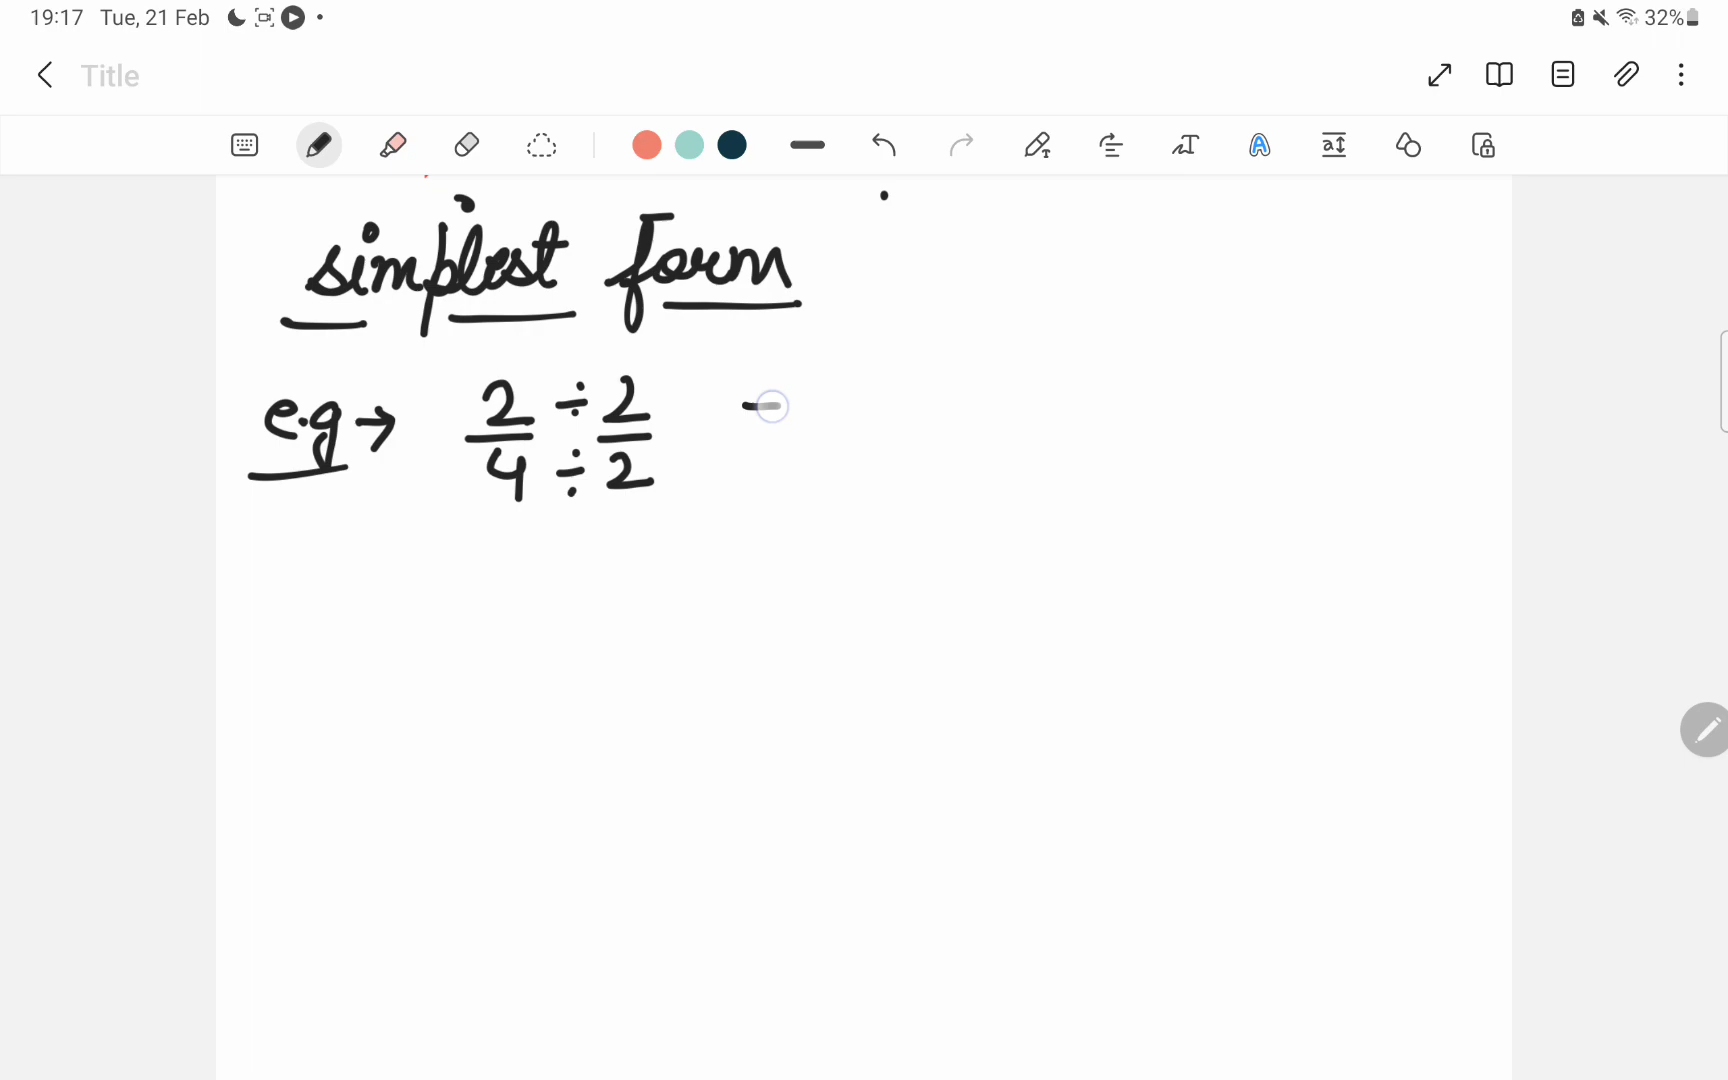 19:17 Tue, 21 Feb 32%
Title
simplest form
e.g → 2 ÷ 2
4 ÷ 2